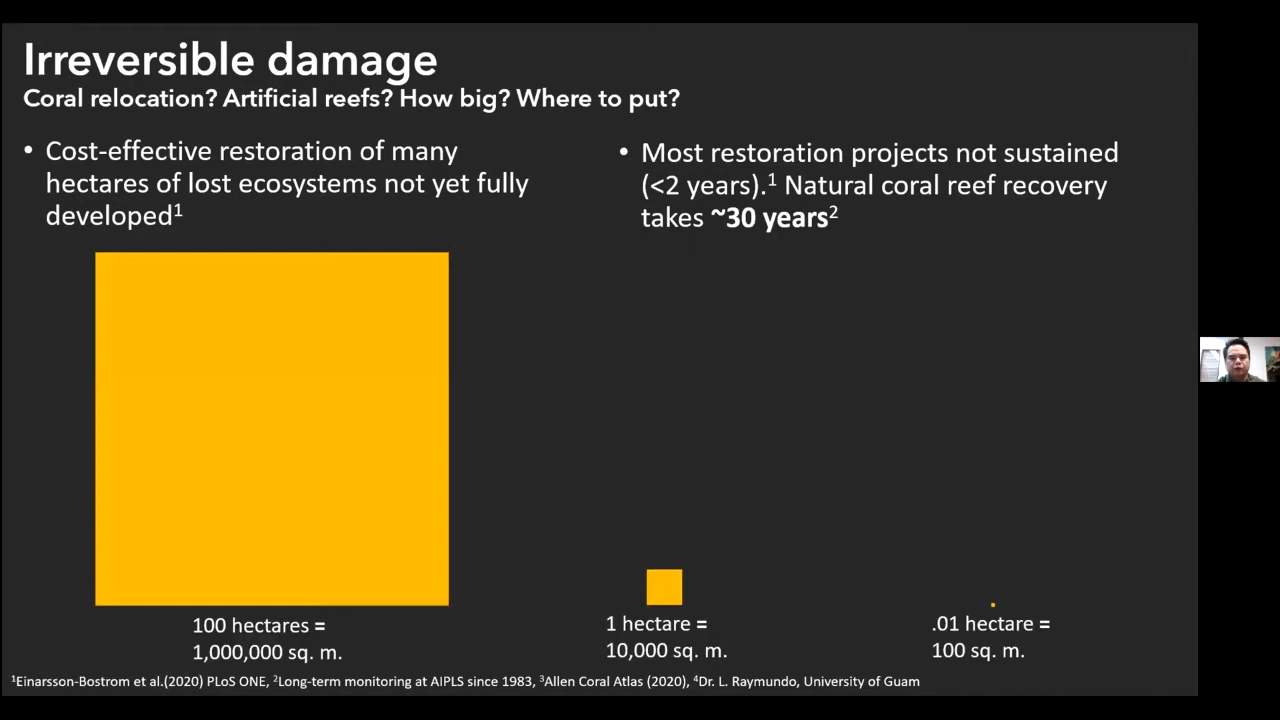 Irreversible damage
Coral relocation? Artificial reefs? How big? Where to put?
• Cost-effective restoration of many
hectares of lost ecosystems not yet fully
developed¹
• Most restoration projects not sustained
(<2 years).¹ Natural coral reef recovery
takes ~30 years²
100 hectares =
1,000,000 sq. m.
1 hectare =
10,000 sq. m.
.01 hectare =
100 sq. m.
¹Einarsson-Bostrom et al.(2020) PLoS ONE, ²Long-term monitoring at AIPLS since 1983, ³Allen Coral Atlas (2020), ⁴Dr. L. Raymundo, University of Guam